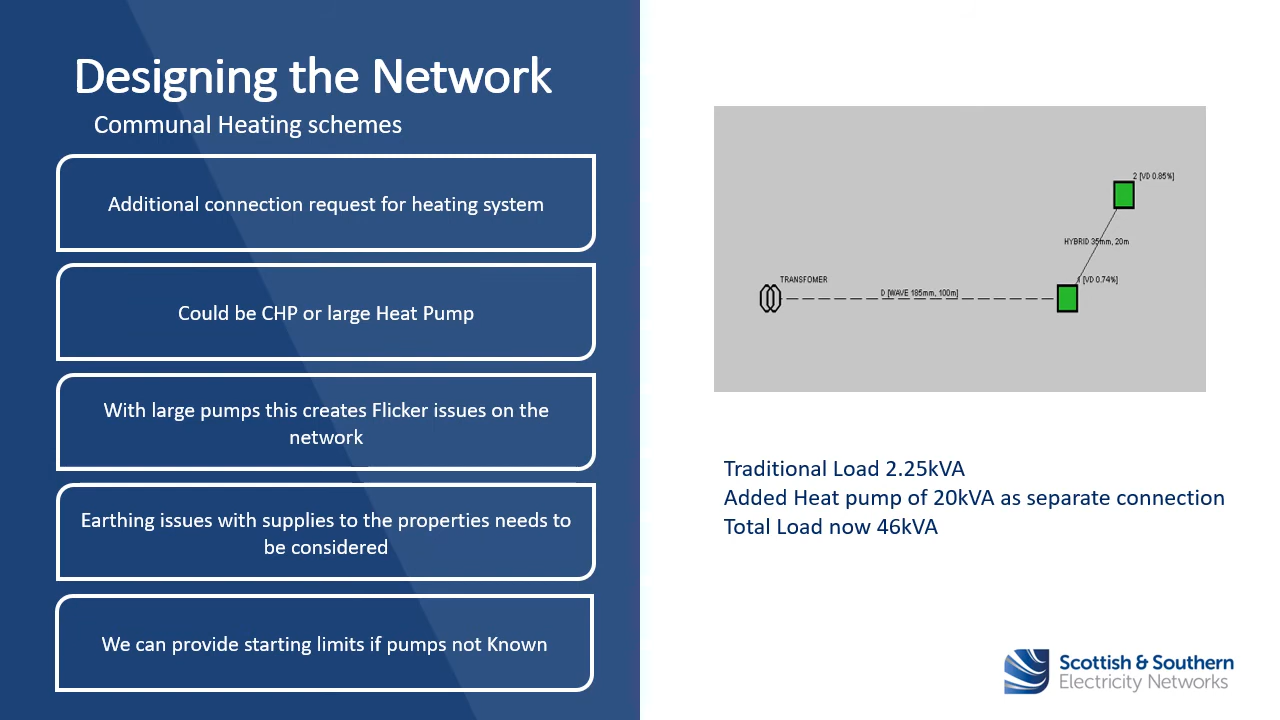 Designing the Network
Communal Heating schemes
Additional connection request for heating system
Could be CHP or large Heat Pump
With large pumps this creates Flicker issues on the
network
Earthing issues with supplies to the properties needs to
be considered
We can provide starting limits if pumps not Known
2 [VD 0.85%]
HYBRID 35mm, 20m
TRANSFOMER
1 [VD 0.74%]
D [WAVE 185mm, 100m]
Traditional Load 2.25kVA
Added Heat pump of 20kVA as separate connection
Total Load now 46kVA
Scottish & Southern
Electricity Networks